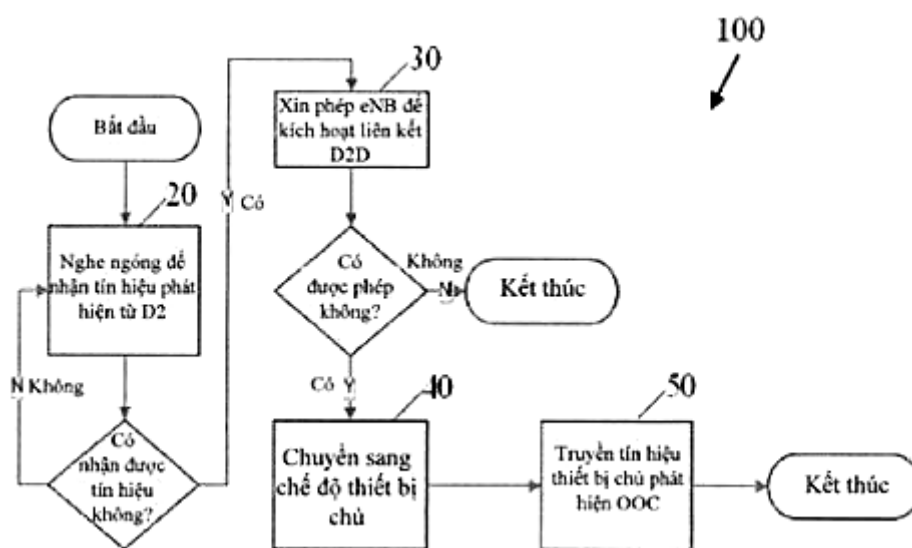 100
Bắt đầu
20
Nghe ngóng để
nhận tín hiệu phát
hiện từ D2
N Không
Có
nhận được
tín hiệu
không?
Y Có
30
Xin phép eNB để
kích hoạt liên kết
D2D
Có
được phép
không?
Không
N
Kết thúc
Có Y
40
Chuyển sang
chế độ thiết bị
chủ
50
Truyền tín hiệu
thiết bị chủ phát
hiện OOC
Kết thúc